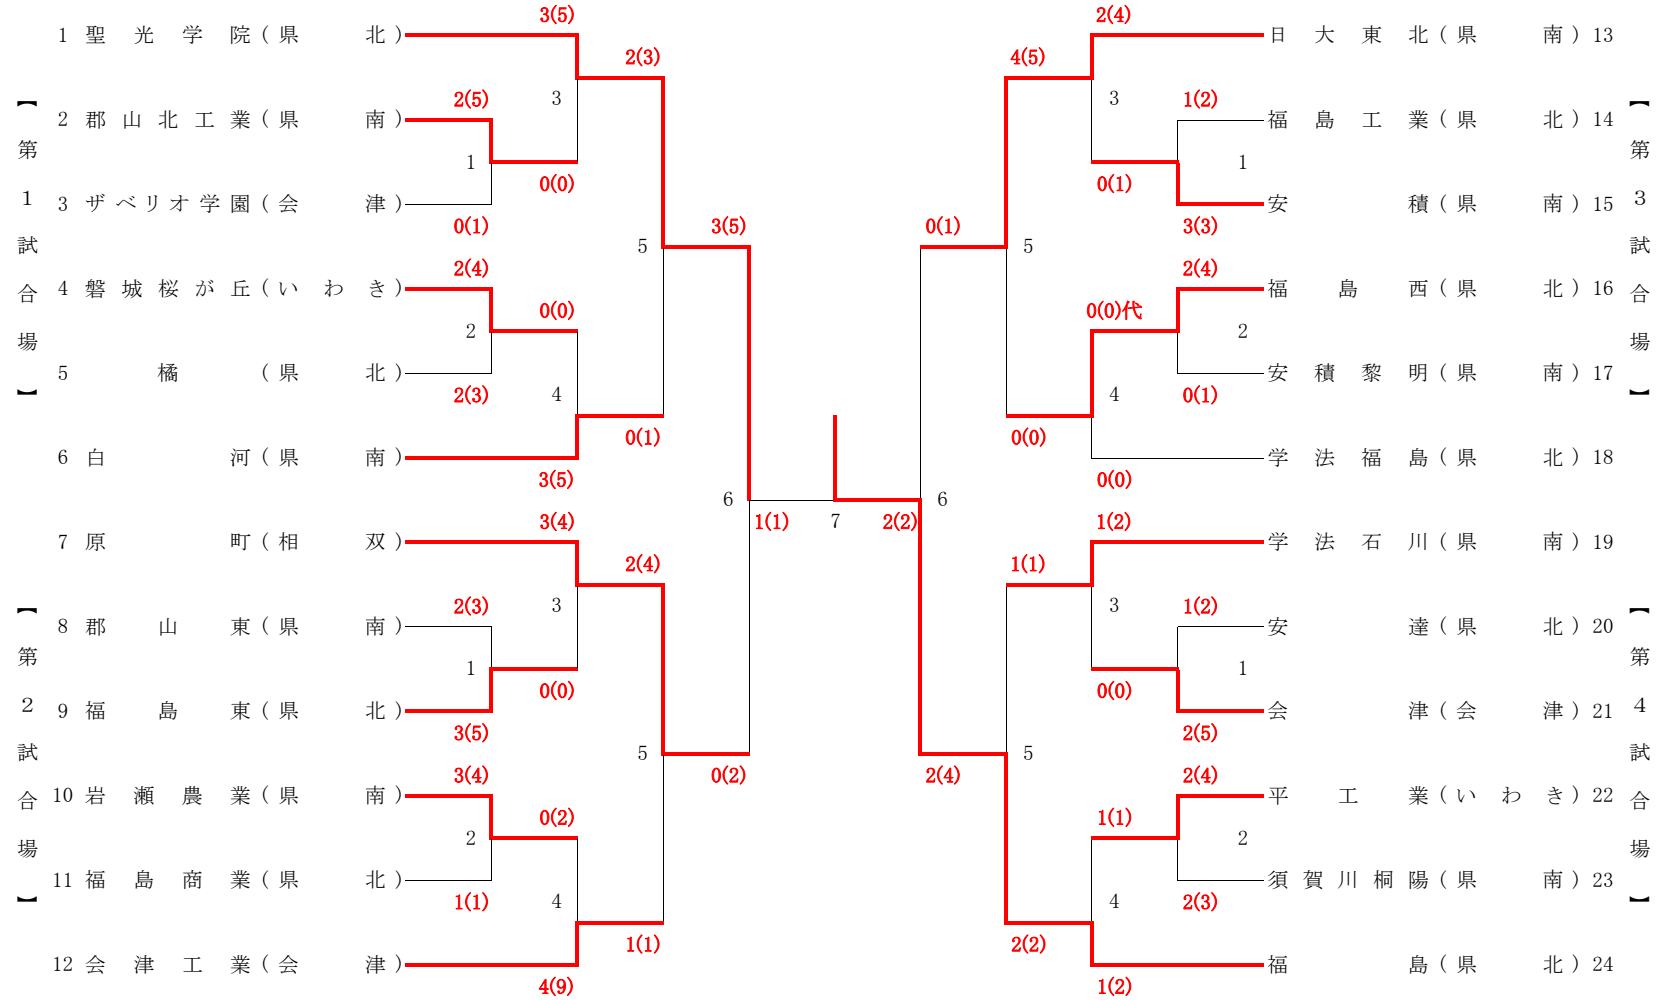 【第1試合場】
1 聖光学院(県北)
2 郡山北工業(県南)
3 ザベリオ学園(会津)
4 磐城桜が丘(いわき)
5 橘(県北)
6 白河(県南)
【第2試合場】
7 原町(相双)
8 郡山東(県南)
9 福島東(県北)
10 岩瀬農業(県南)
11 福島商業(県北)
12 会津工業(会津)
3(5)
2(5)
1
0(1)
3
0(0)
2(4)
2
2(3)
0(0)
4
3(5)
2(3)
5
0(1)
3(4)
2(3)
1
3(5)
3
0(0)
3(4)
2
1(1)
0(2)
4
4(9)
2(4)
5
1(1)
3(5)
6
0(2)
1(1)
7
2(2)
0(1)
6
2(4)
4(5)
5
0(0)
2(4)
3
0(1)
1(2)
1
3(3)
0(0)代
4
0(0)
2(4)
2
0(1)
1(1)
5
2(2)
1(2)
3
0(0)
1(2)
1
2(5)
1(1)
4
1(2)
2(4)
2
2(3)
日大東北(県南)13
福島工業(県北)14
安積(県南)15
福島西(県北)16
安積黎明(県南)17
学法福島(県北)18
【第3試合場】
学法石川(県南)19
安達(県北)20
会津(会津)21
平工業(いわき)22
須賀川桐陽(県南)23
福島(県北)24
【第4試合場】